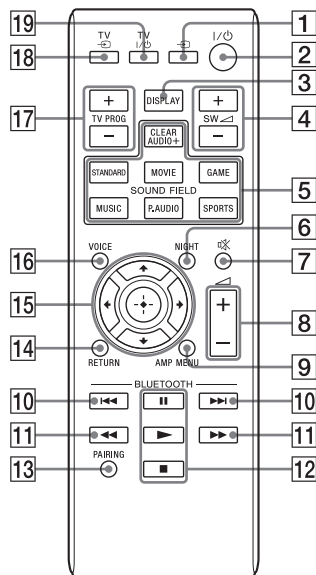 19 TV TV I/⏻ 1
18 I/⏻ 2
DISPLAY 3
17 + TV PROG − + SW − 4
CLEAR AUDIO+
STANDARD MOVIE GAME 5
SOUND FIELD
MUSIC P.AUDIO SPORTS
6
16 VOICE NIGHT 7
15 + − 8
14 RETURN AMP MENU 9
BLUETOOTH
10 10
11 11
13 PAIRING 12